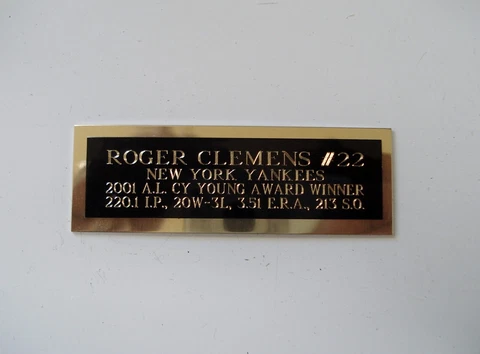 ROGER CLEMENS #22
NEW YORK YANKEES
2001 A.L. CY YOUNG AWARD WINNER
220.1 I.P., 20W-3L, 3.51 E.R.A., 213 S.O.